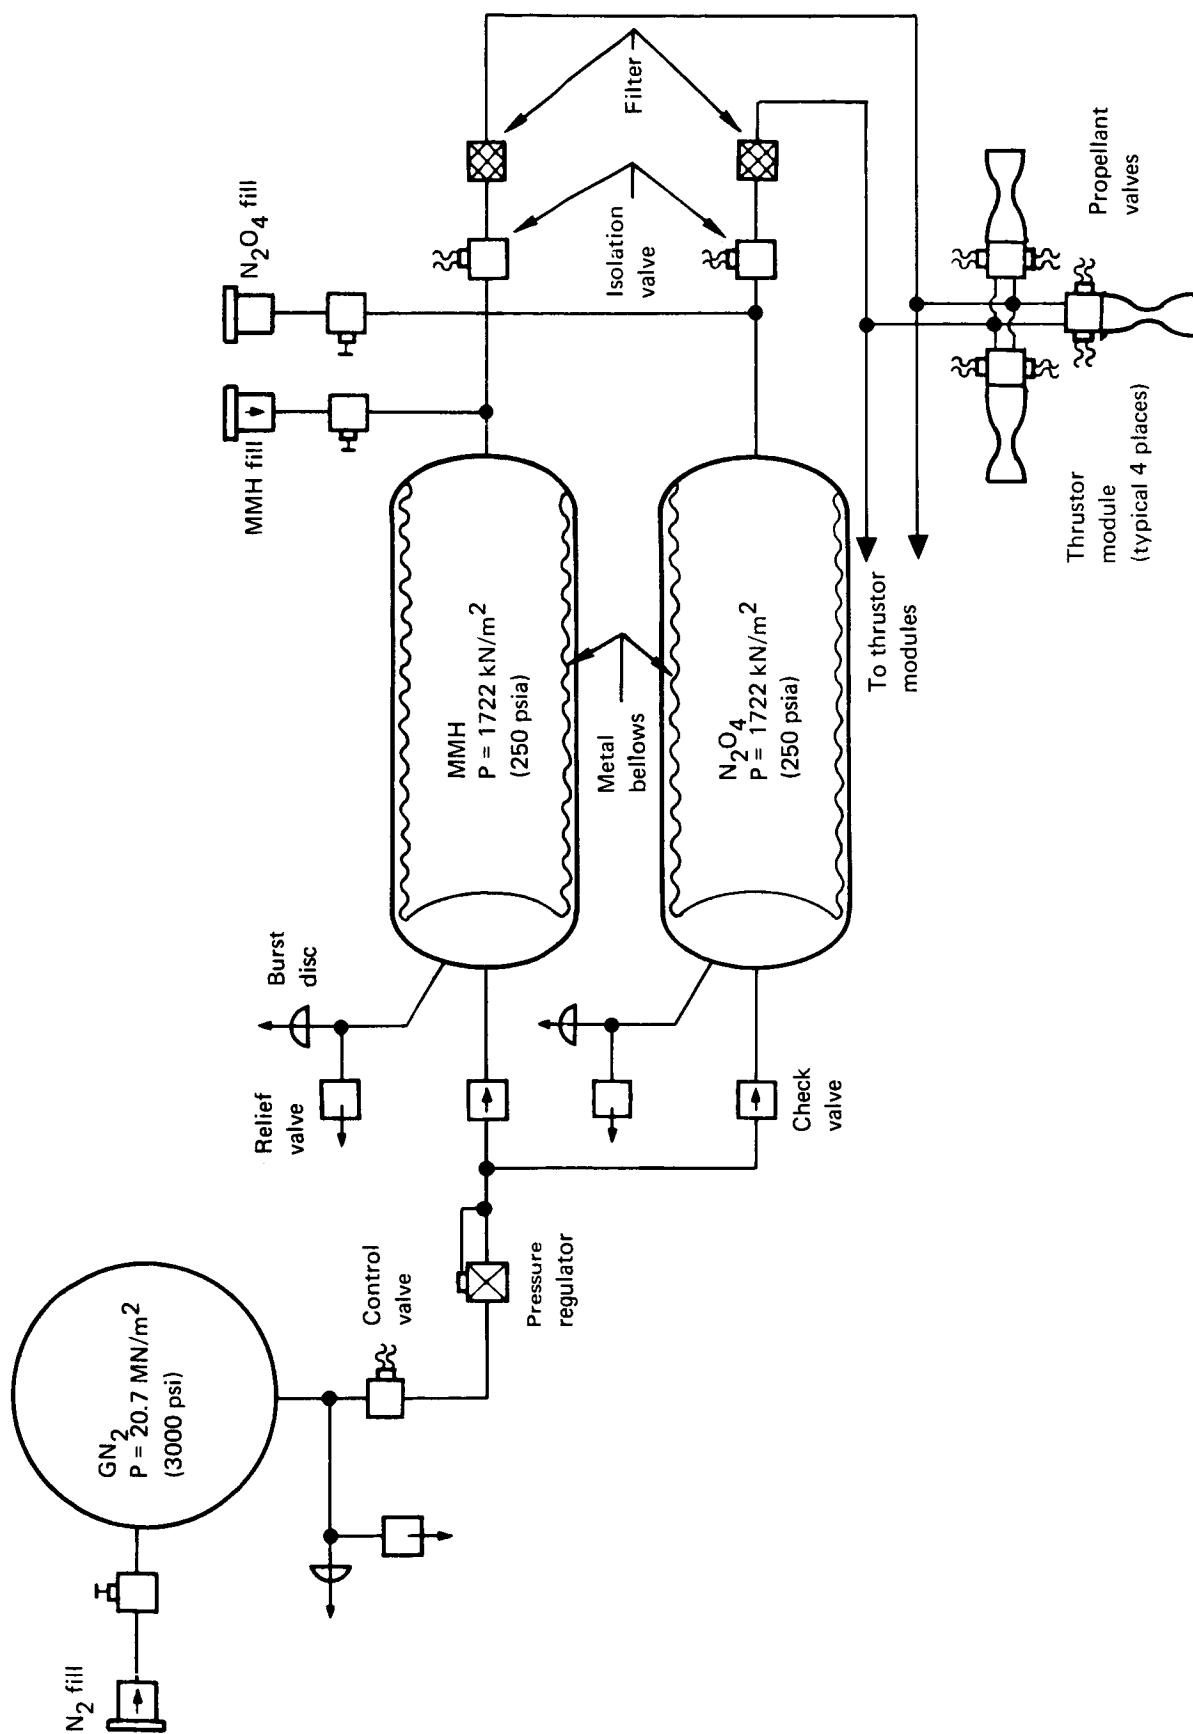 N2 fill
GN2
P = 20.7 MN/m2
(3000 psi)
Control
valve
Pressure
regulator
Relief
valve
Burst
disc
Check
valve
MMH fill
N2O4 fill
MMH
P = 1722 kN/m2
(250 psia)
Metal
bellows
N2O4
P = 1722 kN/m2
(250 psia)
Isolation
valve
Filter
To thrustor
modules
Thrustor
module
(typical 4 places)
Propellant
valves